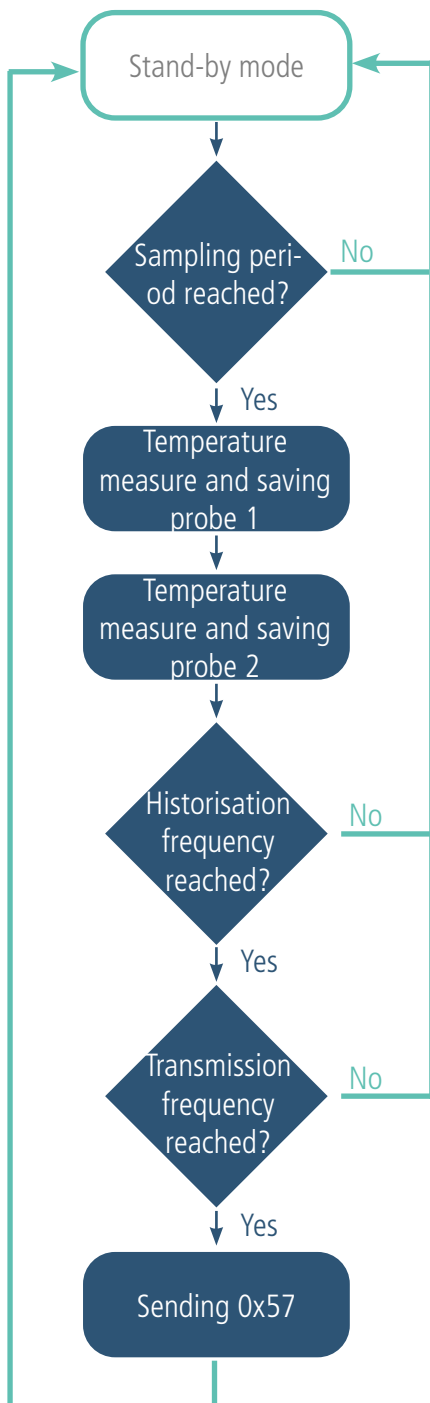 Stand-by mode
Sampling peri-
od reached?
No
Yes
Temperature
measure and saving
probe 1
Temperature
measure and saving
probe 2
Historisation
frequency
reached?
No
Yes
Transmission
frequency
reached?
No
Yes
Sending 0x57